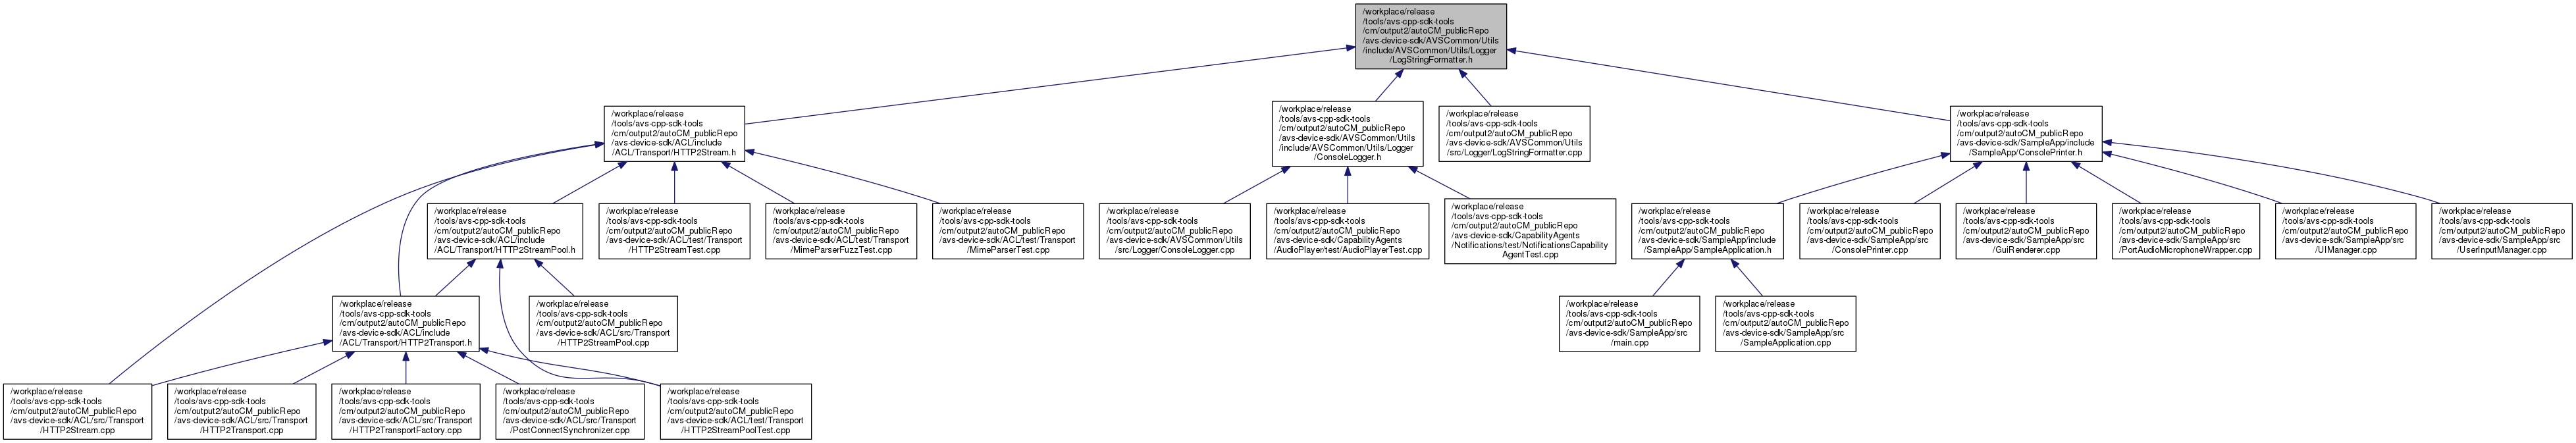 /workplace/release
/tools/avs-cpp-sdk-tools
/cm/output2/autoCM_publicRepo
/avs-device-sdk/AVSCommon/Utils
/include/AVSCommon/Utils/Logger
/LogStringFormatter.h
/workplace/release
/tools/avs-cpp-sdk-tools
/cm/output2/autoCM_publicRepo
/avs-device-sdk/ACL/include
/ACL/Transport/HTTP2Stream.h
/workplace/release
/tools/avs-cpp-sdk-tools
/cm/output2/autoCM_publicRepo
/avs-device-sdk/AVSCommon/Utils
/include/AVSCommon/Utils/Logger
/ConsoleLogger.h
/workplace/release
/tools/avs-cpp-sdk-tools
/cm/output2/autoCM_publicRepo
/avs-device-sdk/AVSCommon/Utils
/src/Logger/LogStringFormatter.cpp
/workplace/release
/tools/avs-cpp-sdk-tools
/cm/output2/autoCM_publicRepo
/avs-device-sdk/SampleApp/include
/SampleApp/ConsolePrinter.h
/workplace/release
/tools/avs-cpp-sdk-tools
/cm/output2/autoCM_publicRepo
/avs-device-sdk/ACL/include
/ACL/Transport/HTTP2StreamPool.h
/workplace/release
/tools/avs-cpp-sdk-tools
/cm/output2/autoCM_publicRepo
/avs-device-sdk/ACL/test/Transport
/HTTP2StreamTest.cpp
/workplace/release
/tools/avs-cpp-sdk-tools
/cm/output2/autoCM_publicRepo
/avs-device-sdk/ACL/test/Transport
/MimeParserFuzzTest.cpp
/workplace/release
/tools/avs-cpp-sdk-tools
/cm/output2/autoCM_publicRepo
/avs-device-sdk/ACL/test/Transport
/MimeParserTest.cpp
/workplace/release
/tools/avs-cpp-sdk-tools
/cm/output2/autoCM_publicRepo
/avs-device-sdk/AVSCommon/Utils
/src/Logger/ConsoleLogger.cpp
/workplace/release
/tools/avs-cpp-sdk-tools
/cm/output2/autoCM_publicRepo
/avs-device-sdk/CapabilityAgents
/AudioPlayer/test/AudioPlayerTest.cpp
/workplace/release
/tools/avs-cpp-sdk-tools
/cm/output2/autoCM_publicRepo
/avs-device-sdk/CapabilityAgents
/Notifications/test/NotificationsCapability
AgentTest.cpp
/workplace/release
/tools/avs-cpp-sdk-tools
/cm/output2/autoCM_publicRepo
/avs-device-sdk/SampleApp/include
/SampleApp/SampleApplication.h
/workplace/release
/tools/avs-cpp-sdk-tools
/cm/output2/autoCM_publicRepo
/avs-device-sdk/SampleApp/src
/ConsolePrinter.cpp
/workplace/release
/tools/avs-cpp-sdk-tools
/cm/output2/autoCM_publicRepo
/avs-device-sdk/SampleApp/src
/GuiRenderer.cpp
/workplace/release
/tools/avs-cpp-sdk-tools
/cm/output2/autoCM_publicRepo
/avs-device-sdk/SampleApp/src
/PortAudioMicrophoneWrapper.cpp
/workplace/release
/tools/avs-cpp-sdk-tools
/cm/output2/autoCM_publicRepo
/avs-device-sdk/SampleApp/src
/UIManager.cpp
/workplace/release
/tools/avs-cpp-sdk-tools
/cm/output2/autoCM_publicRepo
/avs-device-sdk/SampleApp/src
/UserInputManager.cpp
/workplace/release
/tools/avs-cpp-sdk-tools
/cm/output2/autoCM_publicRepo
/avs-device-sdk/ACL/include
/ACL/Transport/HTTP2Transport.h
/workplace/release
/tools/avs-cpp-sdk-tools
/cm/output2/autoCM_publicRepo
/avs-device-sdk/ACL/src/Transport
/HTTP2StreamPool.cpp
/workplace/release
/tools/avs-cpp-sdk-tools
/cm/output2/autoCM_publicRepo
/avs-device-sdk/SampleApp/src
/main.cpp
/workplace/release
/tools/avs-cpp-sdk-tools
/cm/output2/autoCM_publicRepo
/avs-device-sdk/SampleApp/src
/SampleApplication.cpp
/workplace/release
/tools/avs-cpp-sdk-tools
/cm/output2/autoCM_publicRepo
/avs-device-sdk/ACL/src/Transport
/HTTP2Stream.cpp
/workplace/release
/tools/avs-cpp-sdk-tools
/cm/output2/autoCM_publicRepo
/avs-device-sdk/ACL/src/Transport
/HTTP2Transport.cpp
/workplace/release
/tools/avs-cpp-sdk-tools
/cm/output2/autoCM_publicRepo
/avs-device-sdk/ACL/src/Transport
/HTTP2TransportFactory.cpp
/workplace/release
/tools/avs-cpp-sdk-tools
/cm/output2/autoCM_publicRepo
/avs-device-sdk/ACL/src/Transport
/PostConnectSynchronizer.cpp
/workplace/release
/tools/avs-cpp-sdk-tools
/cm/output2/autoCM_publicRepo
/avs-device-sdk/ACL/test/Transport
/HTTP2StreamPoolTest.cpp